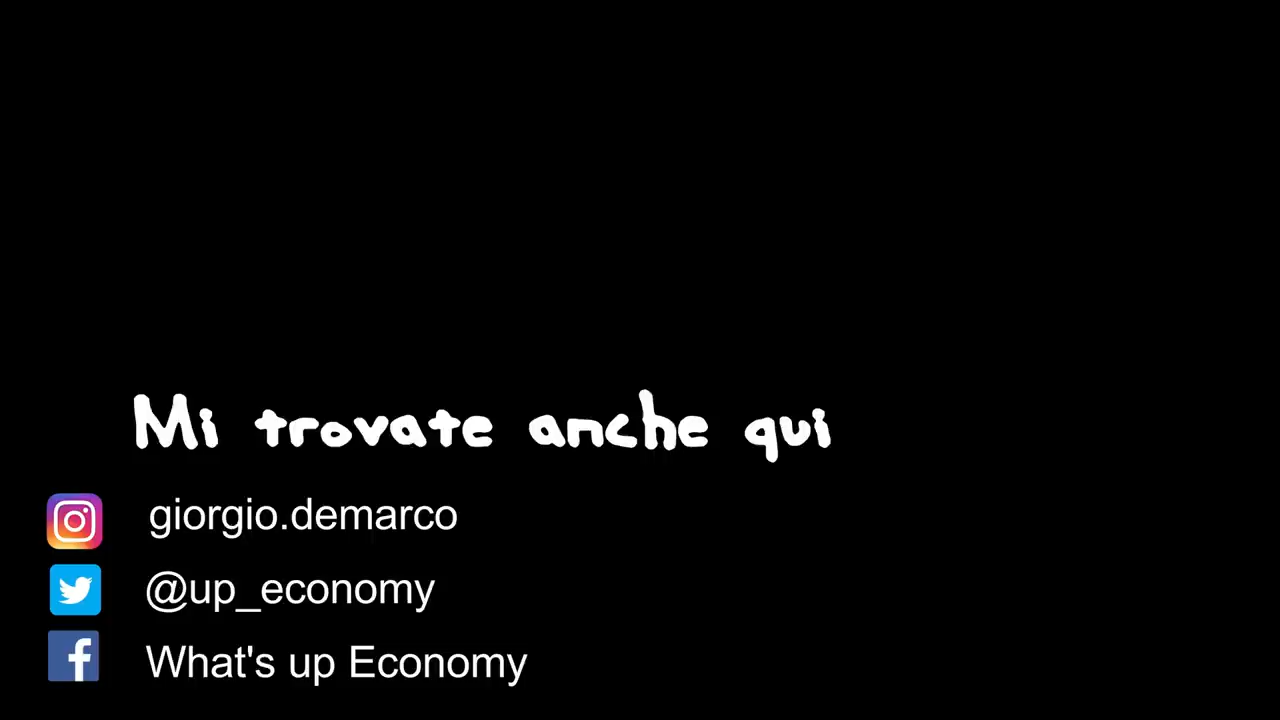 Mi trovate anche qui
giorgio.demarco
@up_economy
What's up Economy